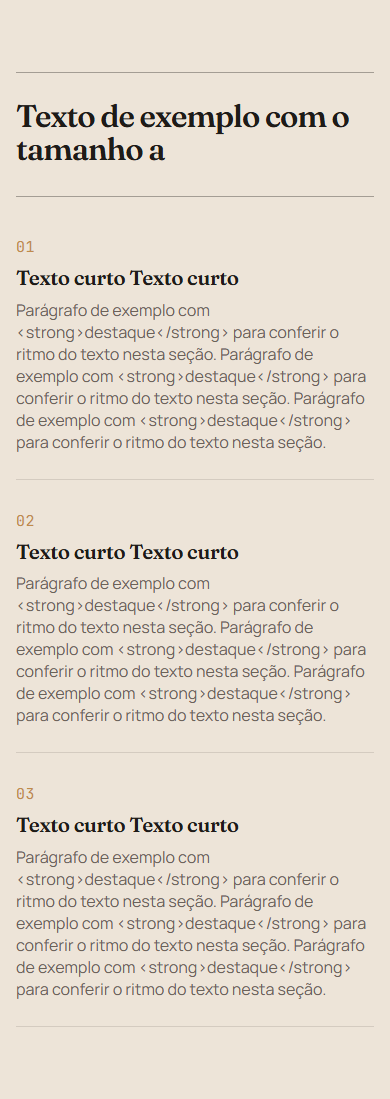 Texto de exemplo com o
tamanho a
01
Texto curto Texto curto
Parágrafo de exemplo com
<strong>destaque</strong> para conferir o
ritmo do texto nesta seção. Parágrafo de
exemplo com <strong>destaque</strong> para
conferir o ritmo do texto nesta seção. Parágrafo
de exemplo com <strong>destaque</strong>
para conferir o ritmo do texto nesta seção.
02
Texto curto Texto curto
Parágrafo de exemplo com
<strong>destaque</strong> para conferir o
ritmo do texto nesta seção. Parágrafo de
exemplo com <strong>destaque</strong> para
conferir o ritmo do texto nesta seção. Parágrafo
de exemplo com <strong>destaque</strong>
para conferir o ritmo do texto nesta seção.
03
Texto curto Texto curto
Parágrafo de exemplo com
<strong>destaque</strong> para conferir o
ritmo do texto nesta seção. Parágrafo de
exemplo com <strong>destaque</strong> para
conferir o ritmo do texto nesta seção. Parágrafo
de exemplo com <strong>destaque</strong>
para conferir o ritmo do texto nesta seção.